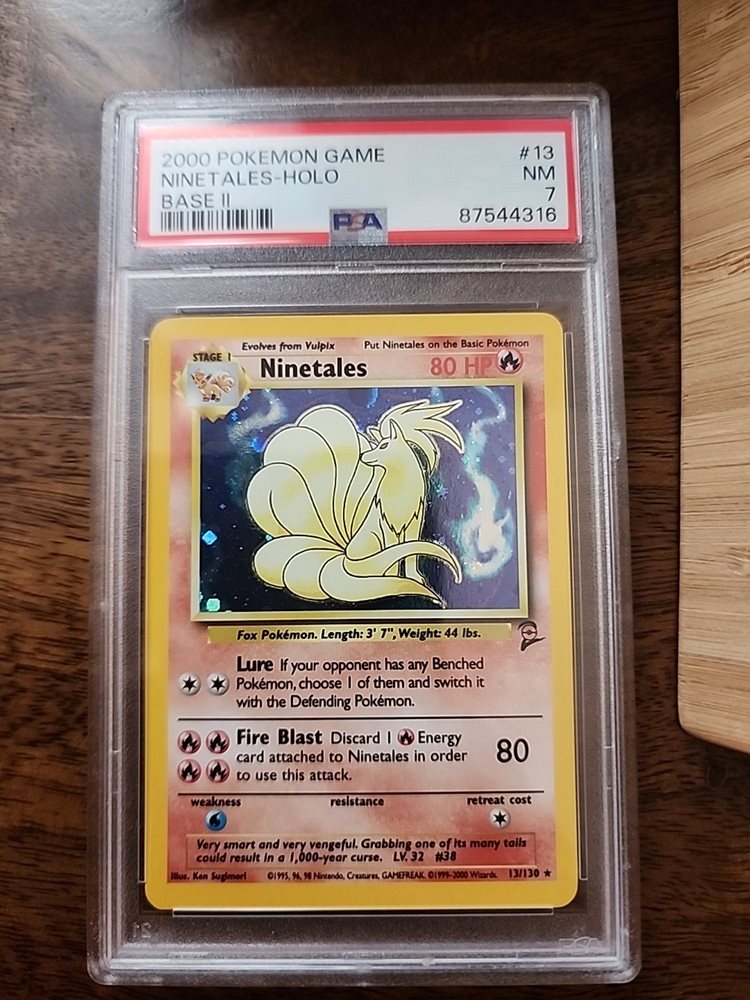 2000 POKEMON GAME #13
NINETALES-HOLO NM
BASE II 7
PSA 87544316
Evolves from Vulpix Put Ninetales on the Basic Pokémon
STAGE 1 Ninetales 80 HP
Fox Pokémon. Length: 3' 7", Weight: 44 lbs.
Lure If your opponent has any Benched
Pokémon, choose 1 of them and switch it
with the Defending Pokémon.
Fire Blast Discard 1 Energy
card attached to Ninetales in order
to use this attack.
80
weakness resistance retreat cost
Very smart and very vengeful. Grabbing one of its many tails
could result in a 1,000-year curse. LV. 32 #38
Illus. Ken Sugimori ©1995, 96, 98 Nintendo, Creatures, GAMEFREAK. ©1999-2000 Wizards. 13/130 ★